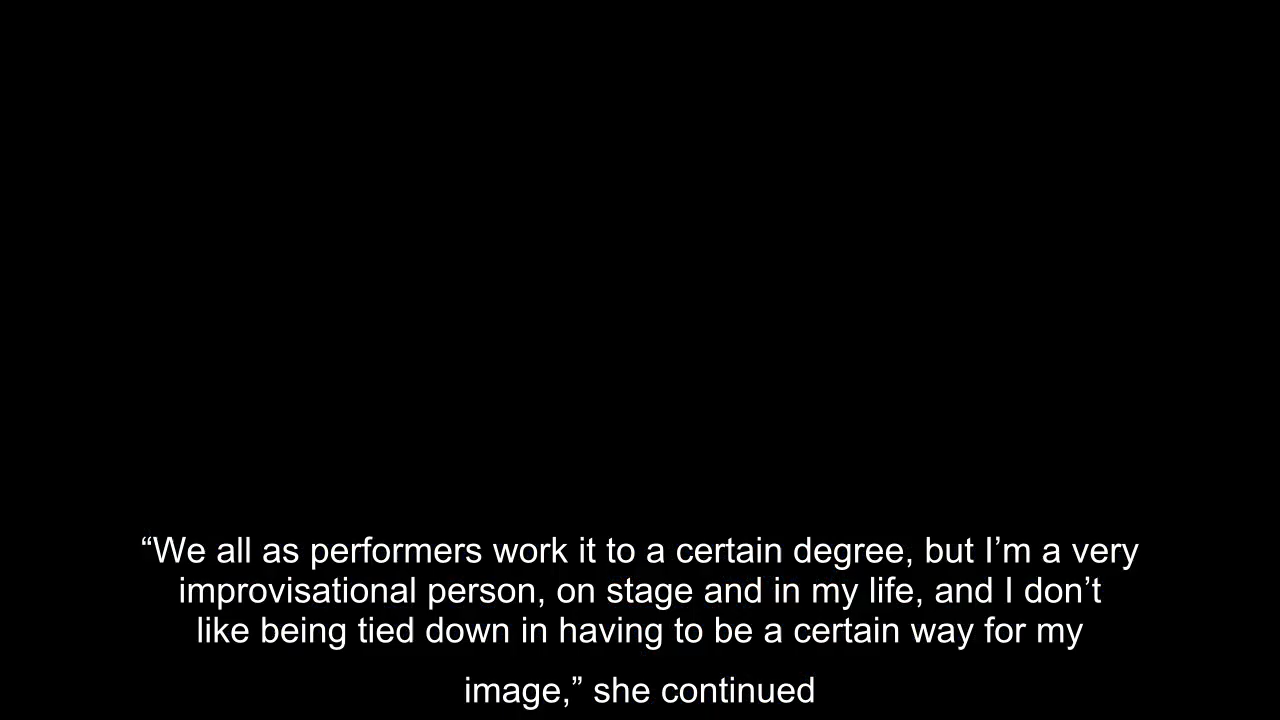 “We all as performers work it to a certain degree, but I’m a very
improvisational person, on stage and in my life, and I don’t
like being tied down in having to be a certain way for my
image,” she continued